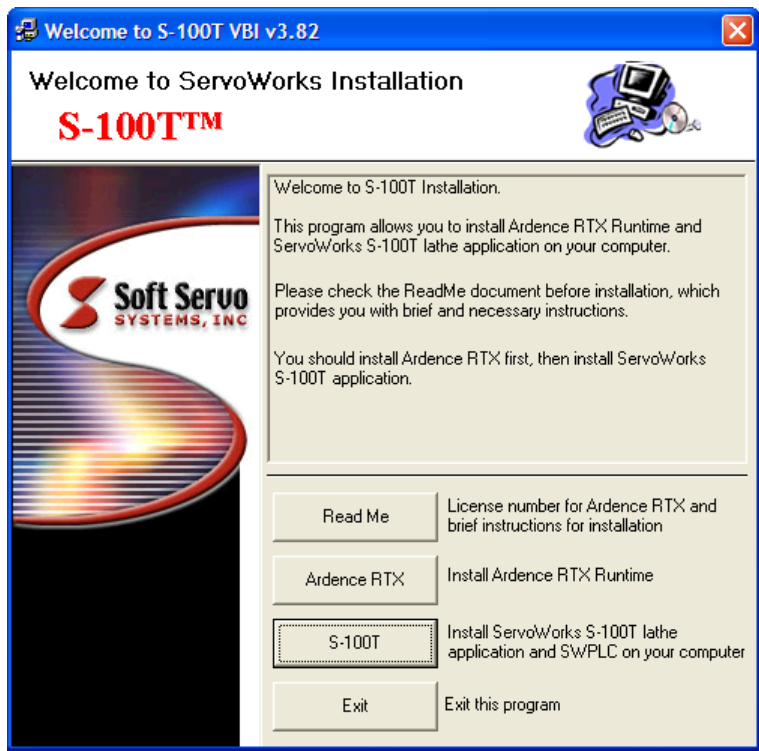 Welcome to S-100T VBI v3.82
Welcome to ServoWorks Installation
S-100T™
Soft Servo
SYSTEMS, INC
Welcome to S-100T Installation.
This program allows you to install Ardence RTX Runtime and
ServoWorks S-100T lathe application on your computer.
Please check the ReadMe document before installation, which
provides you with brief and necessary instructions.
You should install Ardence RTX first, then install ServoWorks
S-100T application.
Read Me
License number for Ardence RTX and
brief instructions for installation
Ardence RTX
Install Ardence RTX Runtime
S-100T
Install ServoWorks S-100T lathe
application and SWPLC on your computer
Exit
Exit this program